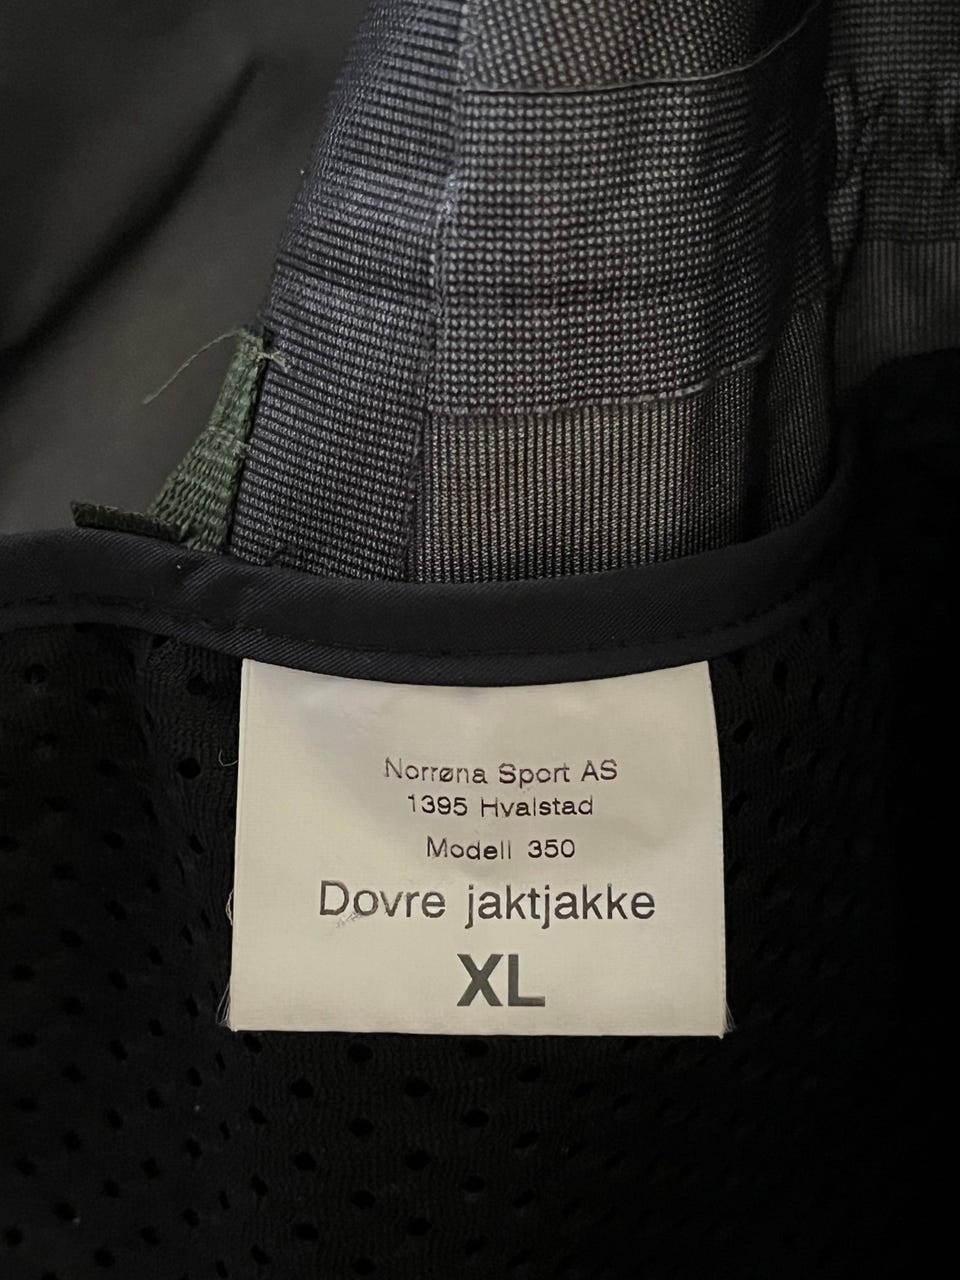 Norrøna Sport AS
1395 Hvalstad
Modell 350
Dovre jaktjakke
XL